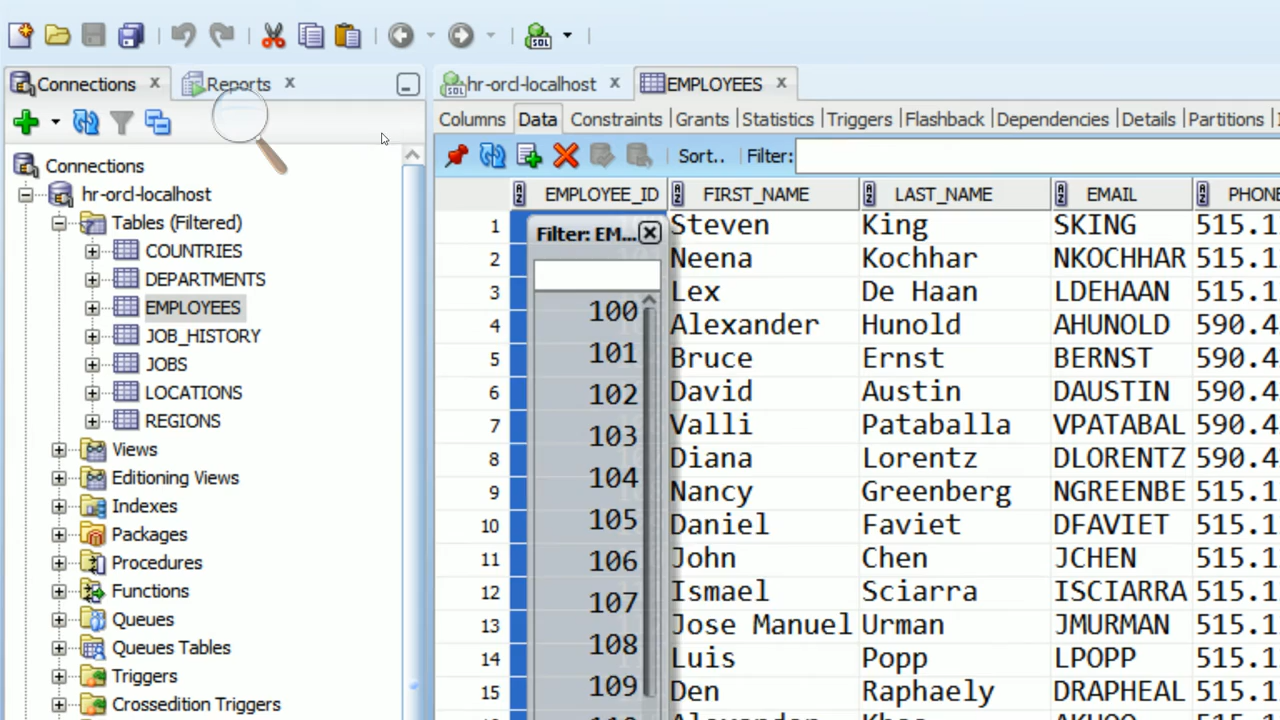 SQL
Connections
Reports
hr-orcl-localhost
EMPLOYEES
Columns
Data
Constraints
Grants
Statistics
Triggers
Flashback
Dependencies
Details
Partitions
Sort..
Filter:
Connections
hr-orcl-localhost
Tables (Filtered)
COUNTRIES
DEPARTMENTS
EMPLOYEES
JOB_HISTORY
JOBS
LOCATIONS
REGIONS
Views
Editioning Views
Indexes
Packages
Procedures
Functions
Queues
Queues Tables
Triggers
Crossedition Triggers
EMPLOYEE_ID FIRST_NAME LAST_NAME EMAIL PHONE
Filter: EM...
100
101
102
103
104
105
106
107
108
109
1 Steven King SKING 515.1
2 Neena Kochhar NKOCHHAR 515.1
3 Lex De Haan LDEHAAN 515.1
4 Alexander Hunold AHUNOLD 590.4
5 Bruce Ernst BERNST 590.4
6 David Austin DAUSTIN 590.4
7 Valli Pataballa VPATABAL 590.4
8 Diana Lorentz DLORENTZ 590.4
9 Nancy Greenberg NGREENBE 515.1
10 Daniel Faviet DFAVIET 515.1
11 John Chen JCHEN 515.1
12 Ismael Sciarra ISCIARRA 515.1
13 Jose Manuel Urman JMURMAN 515.1
14 Luis Popp LPOPP 515.1
15 Den Raphaely DRAPHEAL 515.1